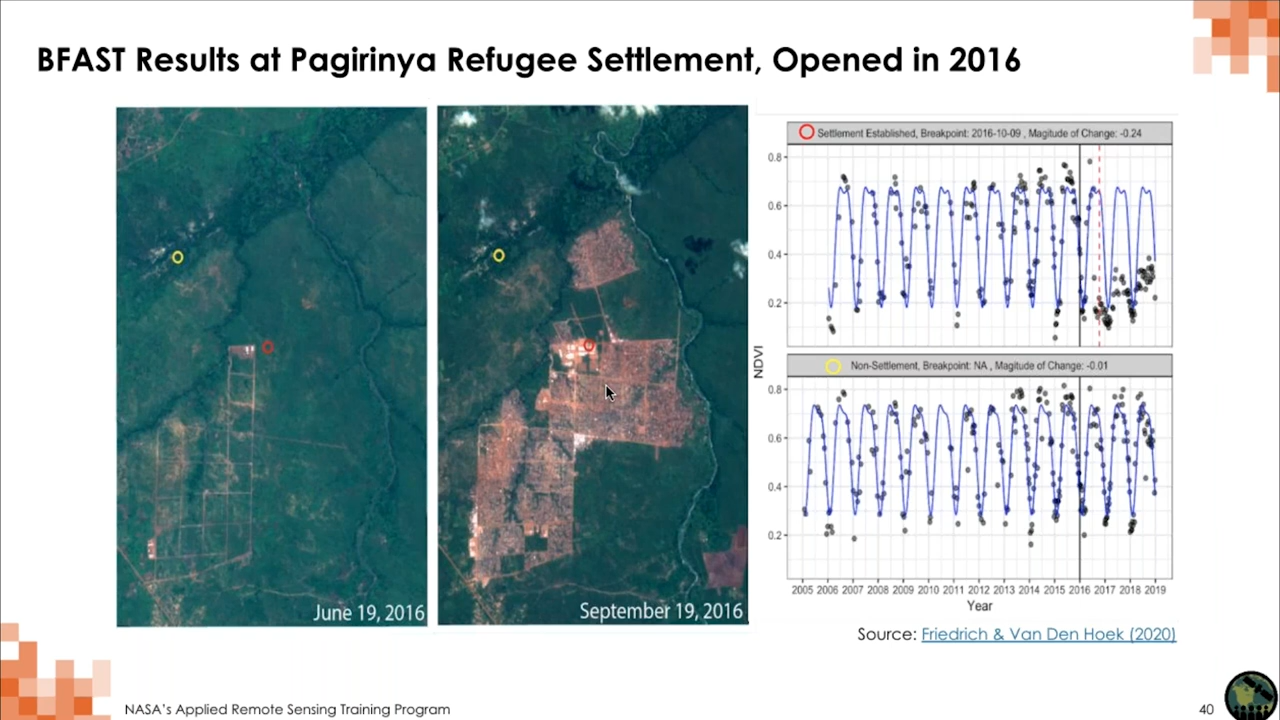 BFAST Results at Pagirinya Refugee Settlement, Opened in 2016
June 19, 2016
September 19, 2016
Settlement Established, Breakpoint: 2016-10-09 , Magitude of Change: -0.24
0.8
0.6
0.4
0.2
Non-Settlement, Breakpoint: NA , Magitude of Change: -0.01
0.8
0.6
0.4
0.2
NDVI
2005 2006 2007 2008 2009 2010 2011 2012 2013 2014 2015 2016 2017 2018 2019
Year
Source: Friedrich & Van Den Hoek (2020)
NASA's Applied Remote Sensing Training Program
40